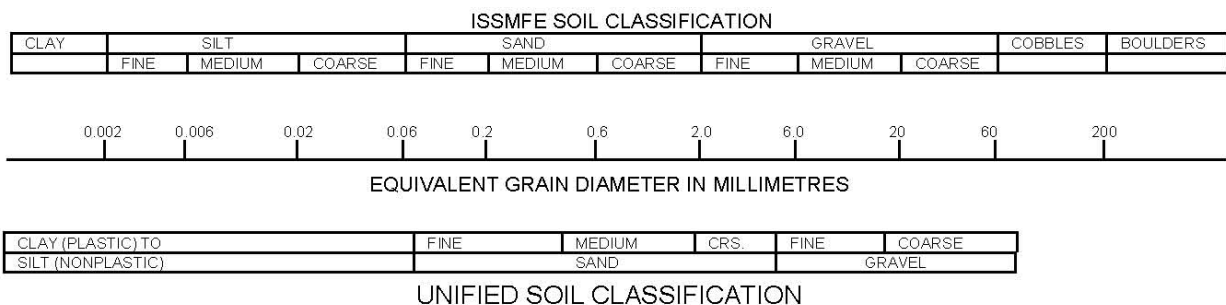 ISSMFE SOIL CLASSIFICATION
CLAY SILT SAND GRAVEL COBBLES BOULDERS
FINE MEDIUM COARSE FINE MEDIUM COARSE FINE MEDIUM COARSE
0.002 0.006 0.02 0.06 0.2 0.6 2.0 6.0 20 60 200
EQUIVALENT GRAIN DIAMETER IN MILLIMETRES
CLAY (PLASTIC) TO FINE MEDIUM CRS. FINE COARSE
SILT (NONPLASTIC) SAND GRAVEL
UNIFIED SOIL CLASSIFICATION